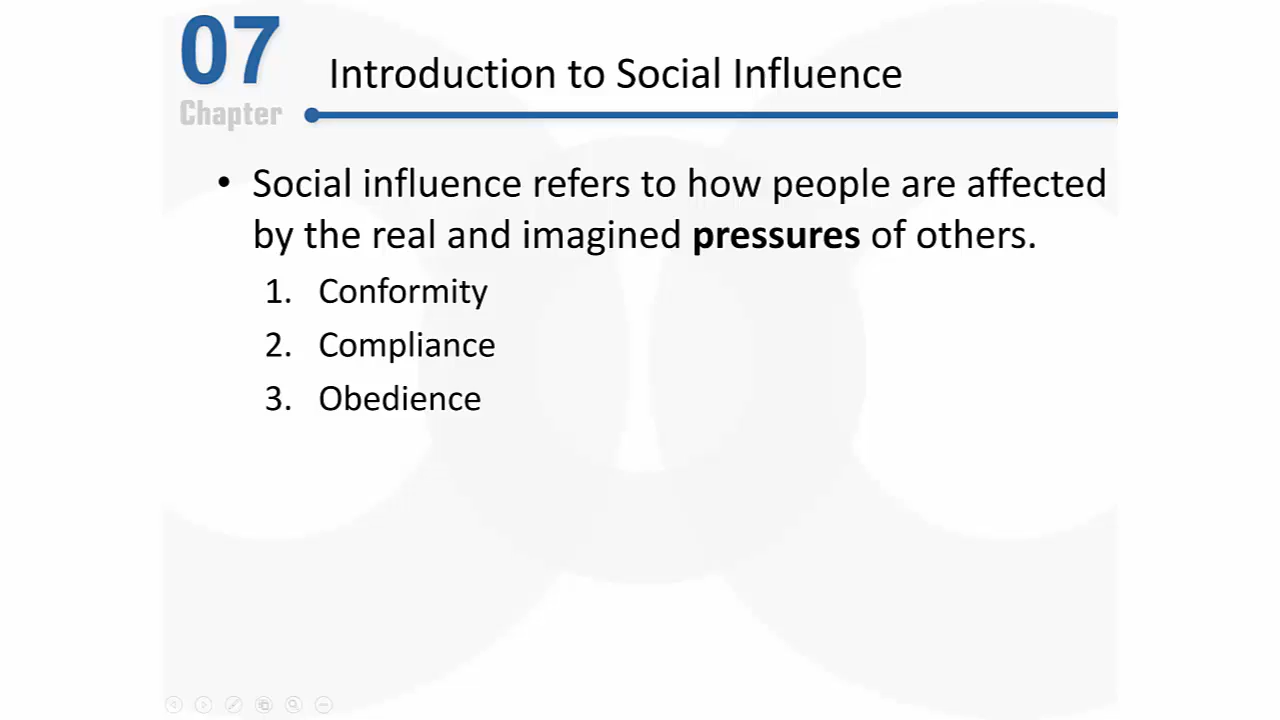 07
Chapter
Introduction to Social Influence
• Social influence refers to how people are affected
by the real and imagined pressures of others.
1. Conformity
2. Compliance
3. Obedience